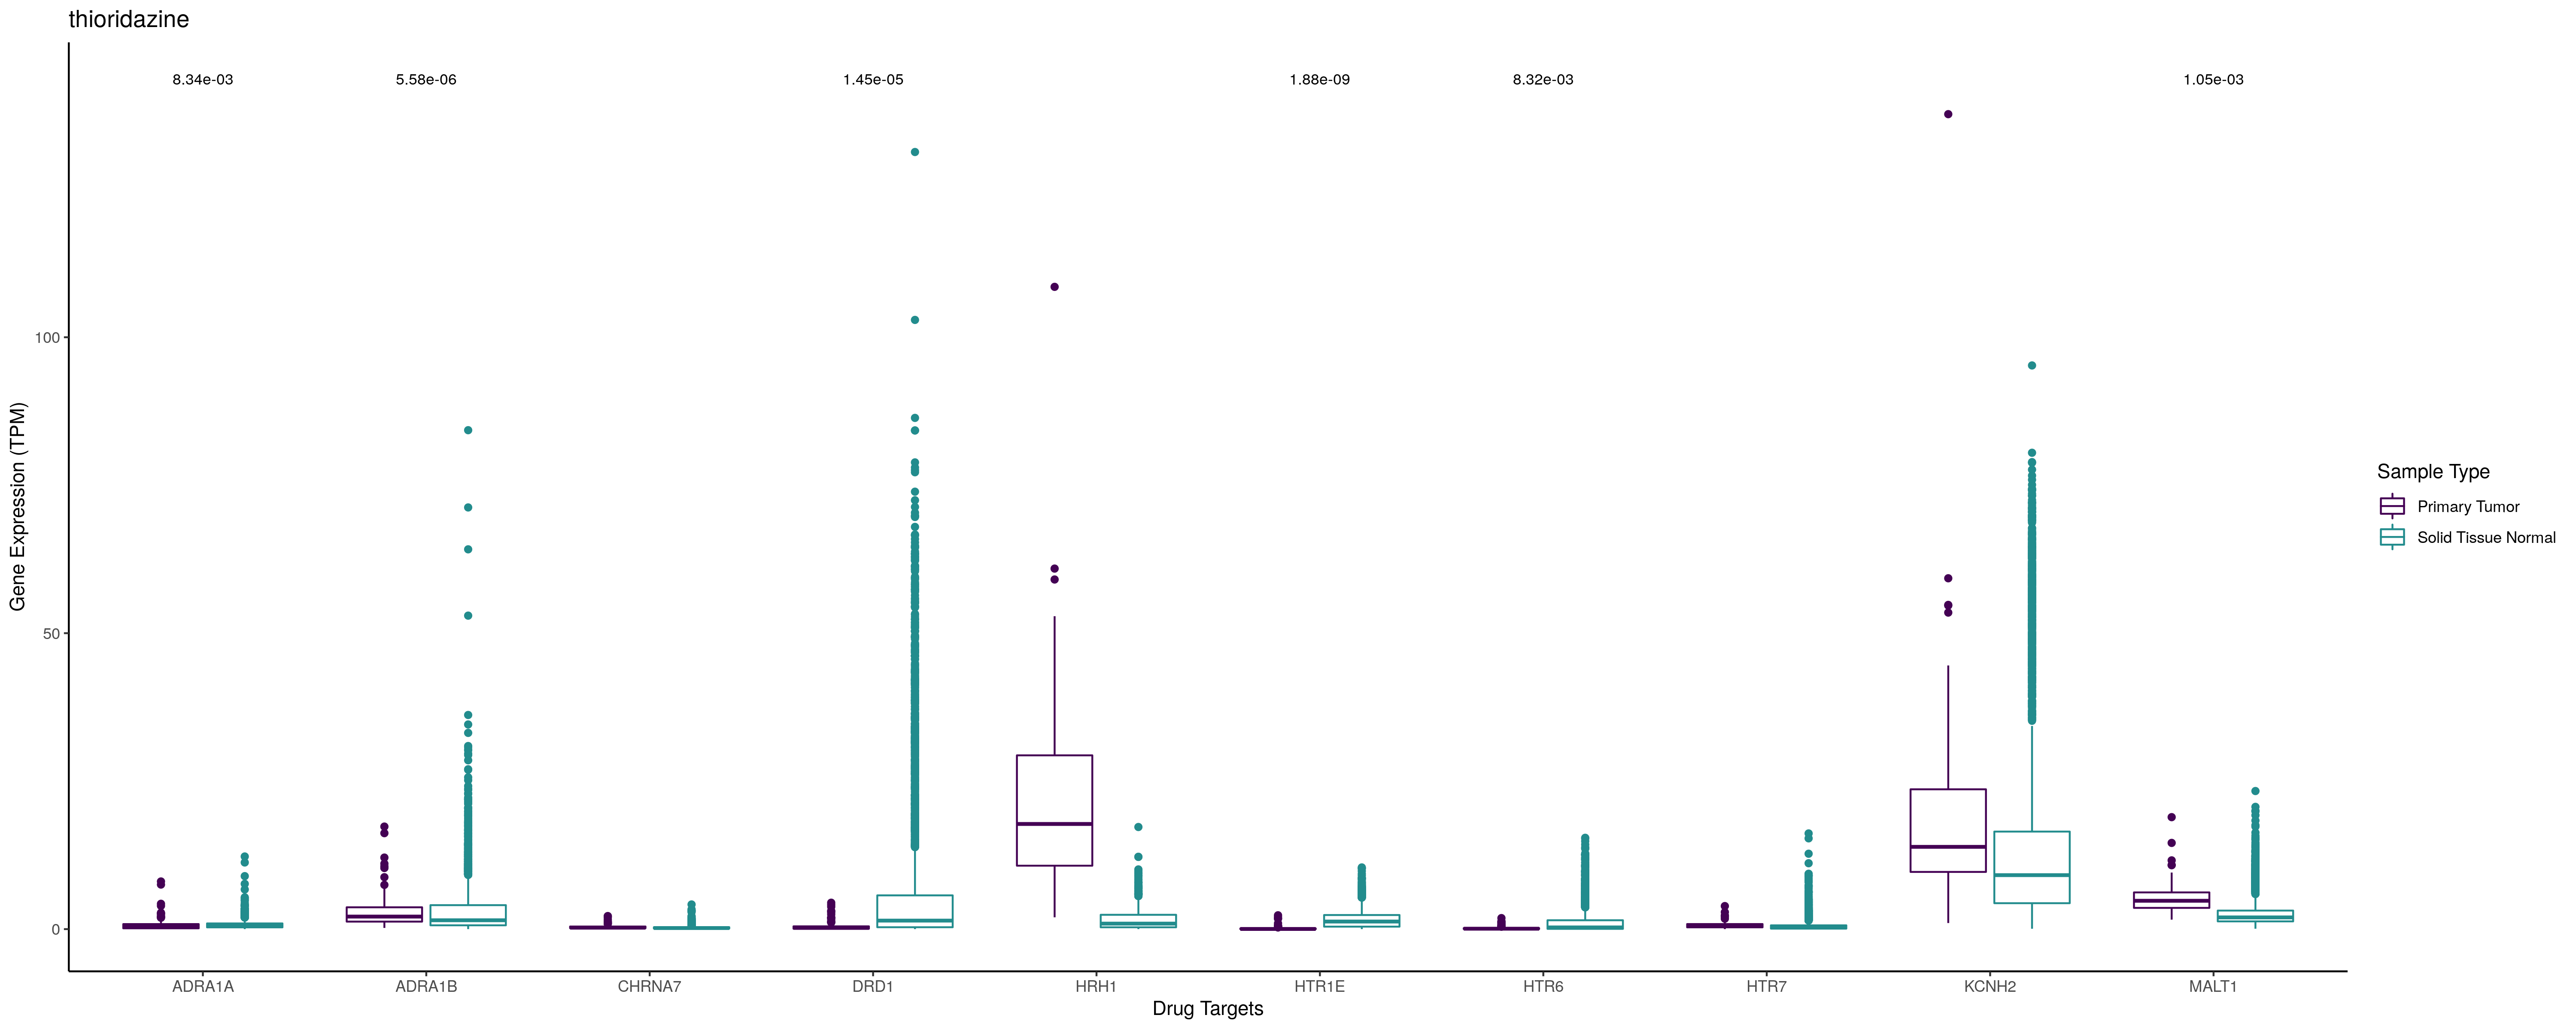 thioridazine
8.34e-03 5.58e-06 1.45e-05 1.88e-09 8.32e-03 1.05e-03
Gene Expression (TPM)
100
50
0
ADRA1A ADRA1B CHRNA7 DRD1 HRH1 HTR1E HTR6 HTR7 KCNH2 MALT1
Drug Targets
Sample Type
Primary Tumor
Solid Tissue Normal